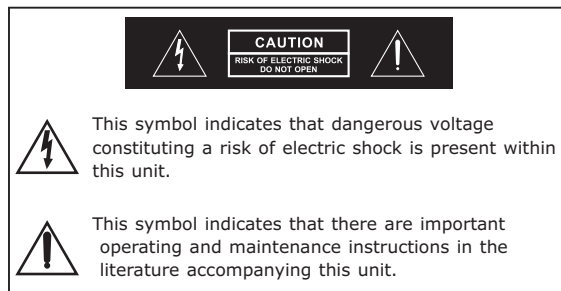 CAUTION
RISK OF ELECTRIC SHOCK
DO NOT OPEN
This symbol indicates that dangerous voltage
constituting a risk of electric shock is present within
this unit.
This symbol indicates that there are important
operating and maintenance instructions in the
literature accompanying this unit.